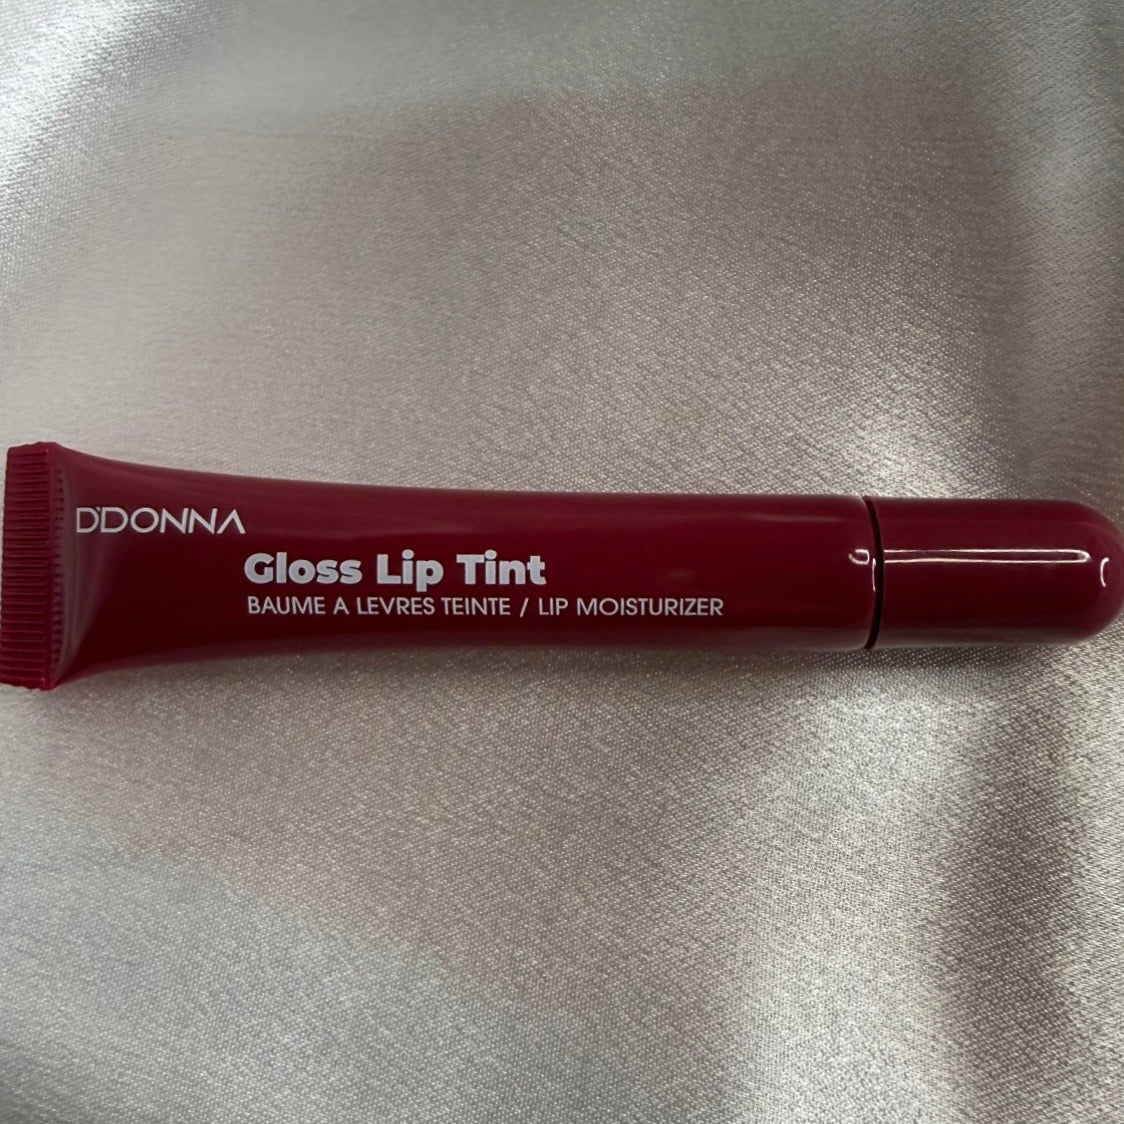 D'DONNA
Gloss Lip Tint
BAUME A LEVRES TEINTE / LIP MOISTURIZER